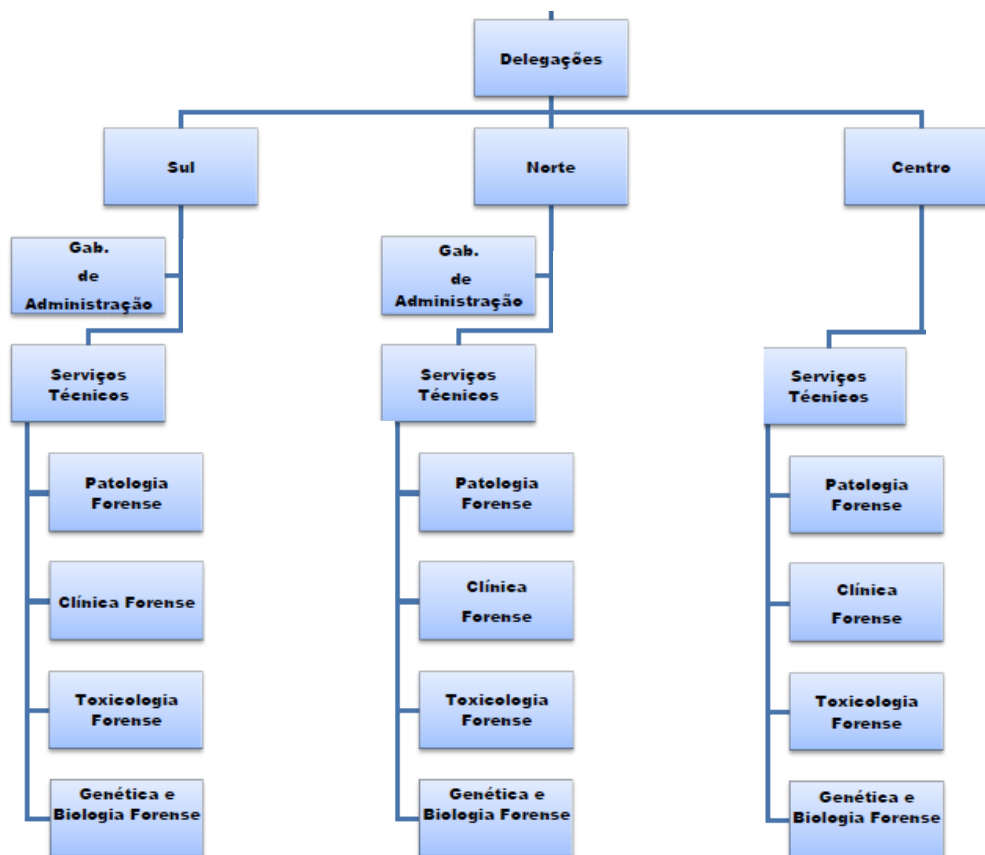 Delegações
Sul
Norte
Centro
Gab.
de
Administração
Gab.
de
Administração
Serviços
Técnicos
Serviços
Técnicos
Serviços
Técnicos
Patologia
Forense
Patologia
Forense
Patologia
Forense
Clínica Forense
Clínica
Forense
Clínica
Forense
Toxicologia
Forense
Toxicologia
Forense
Toxicologia
Forense
Genética e
Biologia Forense
Genética e
Biologia Forense
Genética e
Biologia Forense